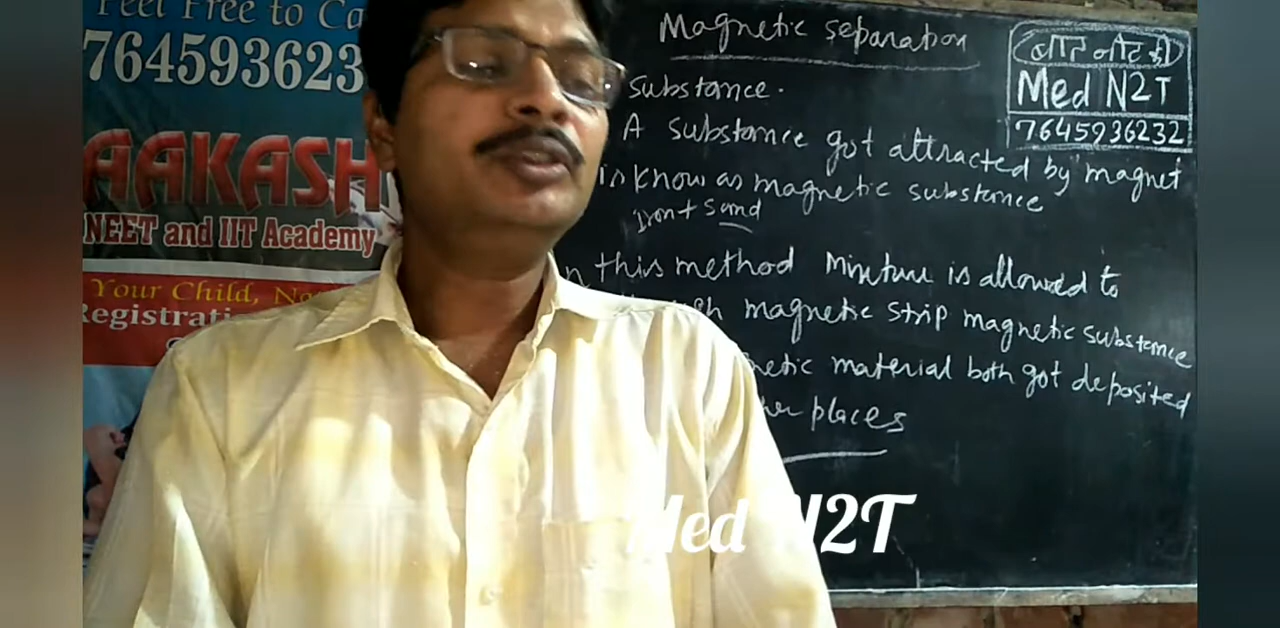 Feel Free to Ca
764593623
AAKASH
NEET and IIT Academy
Your Child, No
Registrati
Magnetic separation
substance.
A substance got attracted by magnet
is know as magnetic substance
Iron + Sand
n this method mixture is allowed to
magnetic strip magnetic substance
netic material both got deposited
places
Med N2T
7645936232
Med N2T